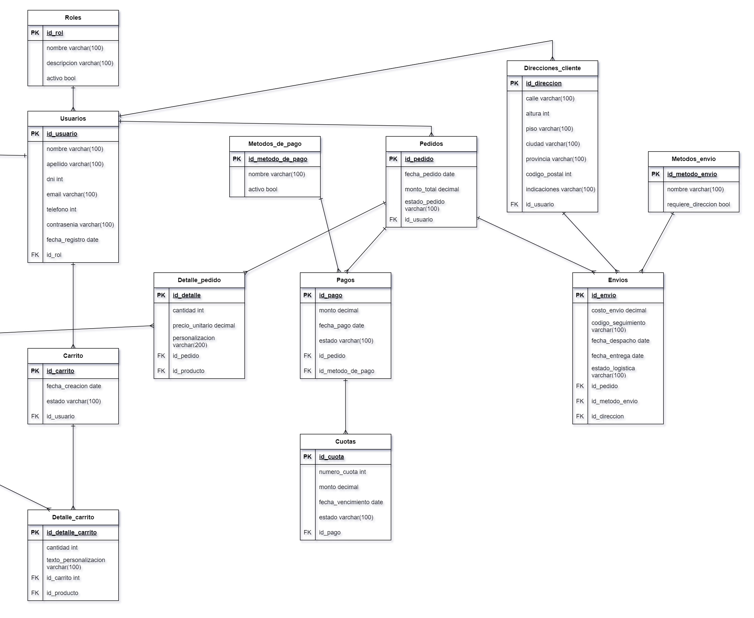 Roles
PK id_rol
nombre varchar(100)
descripcion varchar(100)
activo bool
Usuarios
PK id_usuario
nombre varchar(100)
apellido varchar(100)
dni int
email varchar(100)
telefono int
contrasenia varchar(100)
fecha_registro date
FK id_rol
Carrito
PK id_carrito
fecha_creacion date
estado varchar(100)
FK id_usuario
Detalle_carrito
PK id_detalle_carrito
cantidad int
texto_personalizacion
varchar(100)
FK id_carrito int
FK id_producto
Detalle_pedido
PK id_detalle
cantidad int
precio_unitario decimal
personalizacion
varchar(200)
FK id_pedido
FK id_producto
Metodos_de_pago
PK id_metodo_de_pago
nombre varchar(100)
activo bool
Pedidos
PK id_pedido
fecha_pedido date
monto_total decimal
estado_pedido
varchar(100)
FK id_usuario
Pagos
PK id_pago
monto decimal
fecha_pago date
estado varchar(100)
FK id_pedido
FK id_metodo_de_pago
Cuotas
PK id_cuota
numero_cuota int
monto decimal
fecha_vencimiento date
estado varchar(100)
FK id_pago
Direcciones_cliente
PK id_direccion
calle varchar(100)
altura int
piso varchar(100)
ciudad varchar(100)
provincia varchar(100)
codigo_postal int
indicaciones varchar(100)
FK id_usuario
Metodos_envio
PK id_metodo_envio
nombre varchar(100)
requiere_direccion bool
Envios
PK id_envio
costo_envio decimal
codigo_seguimiento
varchar(100)
fecha_despacho date
fecha_entrega date
estado_logistica
varchar(100)
FK id_pedido
FK id_metodo_envio
FK id_direccion